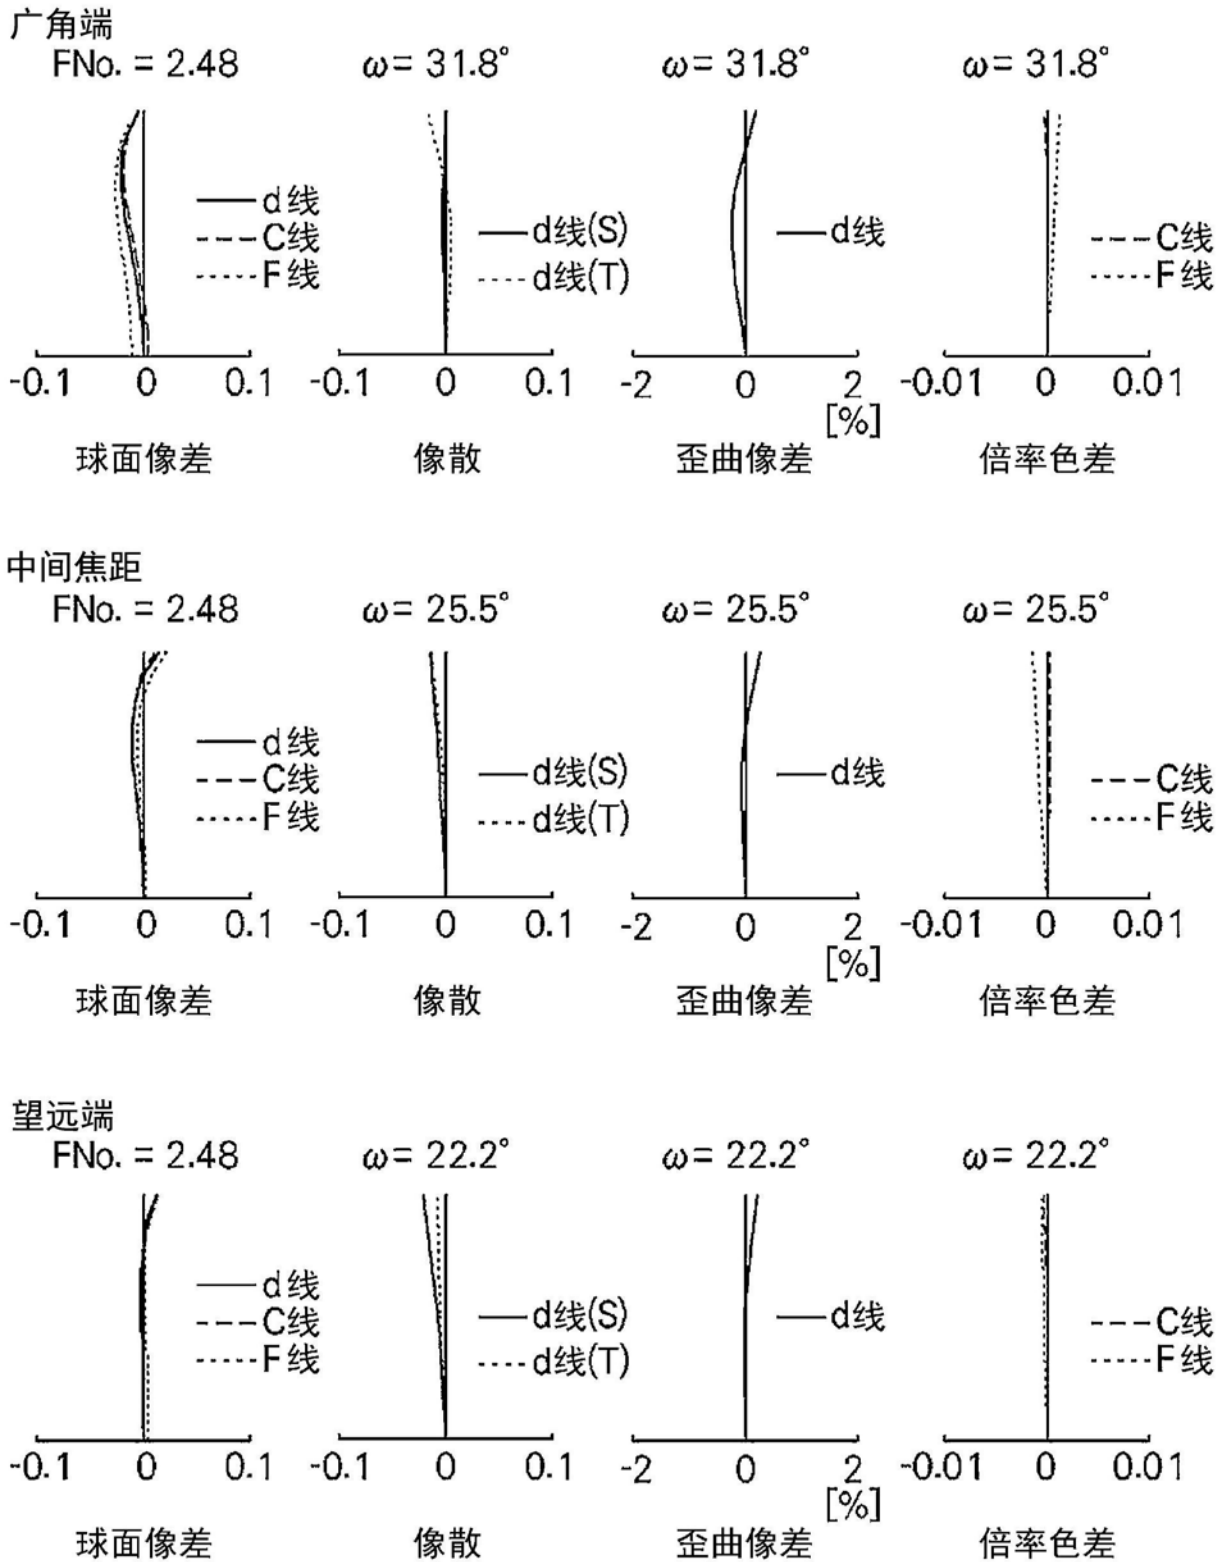 广角端
FNo. = 2.48 ω= 31.8° ω= 31.8° ω= 31.8°
d线
C线
F线
d线(S)
d线(T)
d线
C线
F线
-0.1 0 0.1 -0.1 0 0.1 -2 0 2 -0.01 0 0.01
[%]
球面像差 像散 歪曲像差 倍率色差
中间焦距
FNo. = 2.48 ω= 25.5° ω= 25.5° ω= 25.5°
d线
C线
F线
d线(S)
d线(T)
d线
C线
F线
-0.1 0 0.1 -0.1 0 0.1 -2 0 2 -0.01 0 0.01
[%]
球面像差 像散 歪曲像差 倍率色差
望远端
FNo. = 2.48 ω= 22.2° ω= 22.2° ω= 22.2°
d线
C线
F线
d线(S)
d线(T)
d线
C线
F线
-0.1 0 0.1 -0.1 0 0.1 -2 0 2 -0.01 0 0.01
[%]
球面像差 像散 歪曲像差 倍率色差